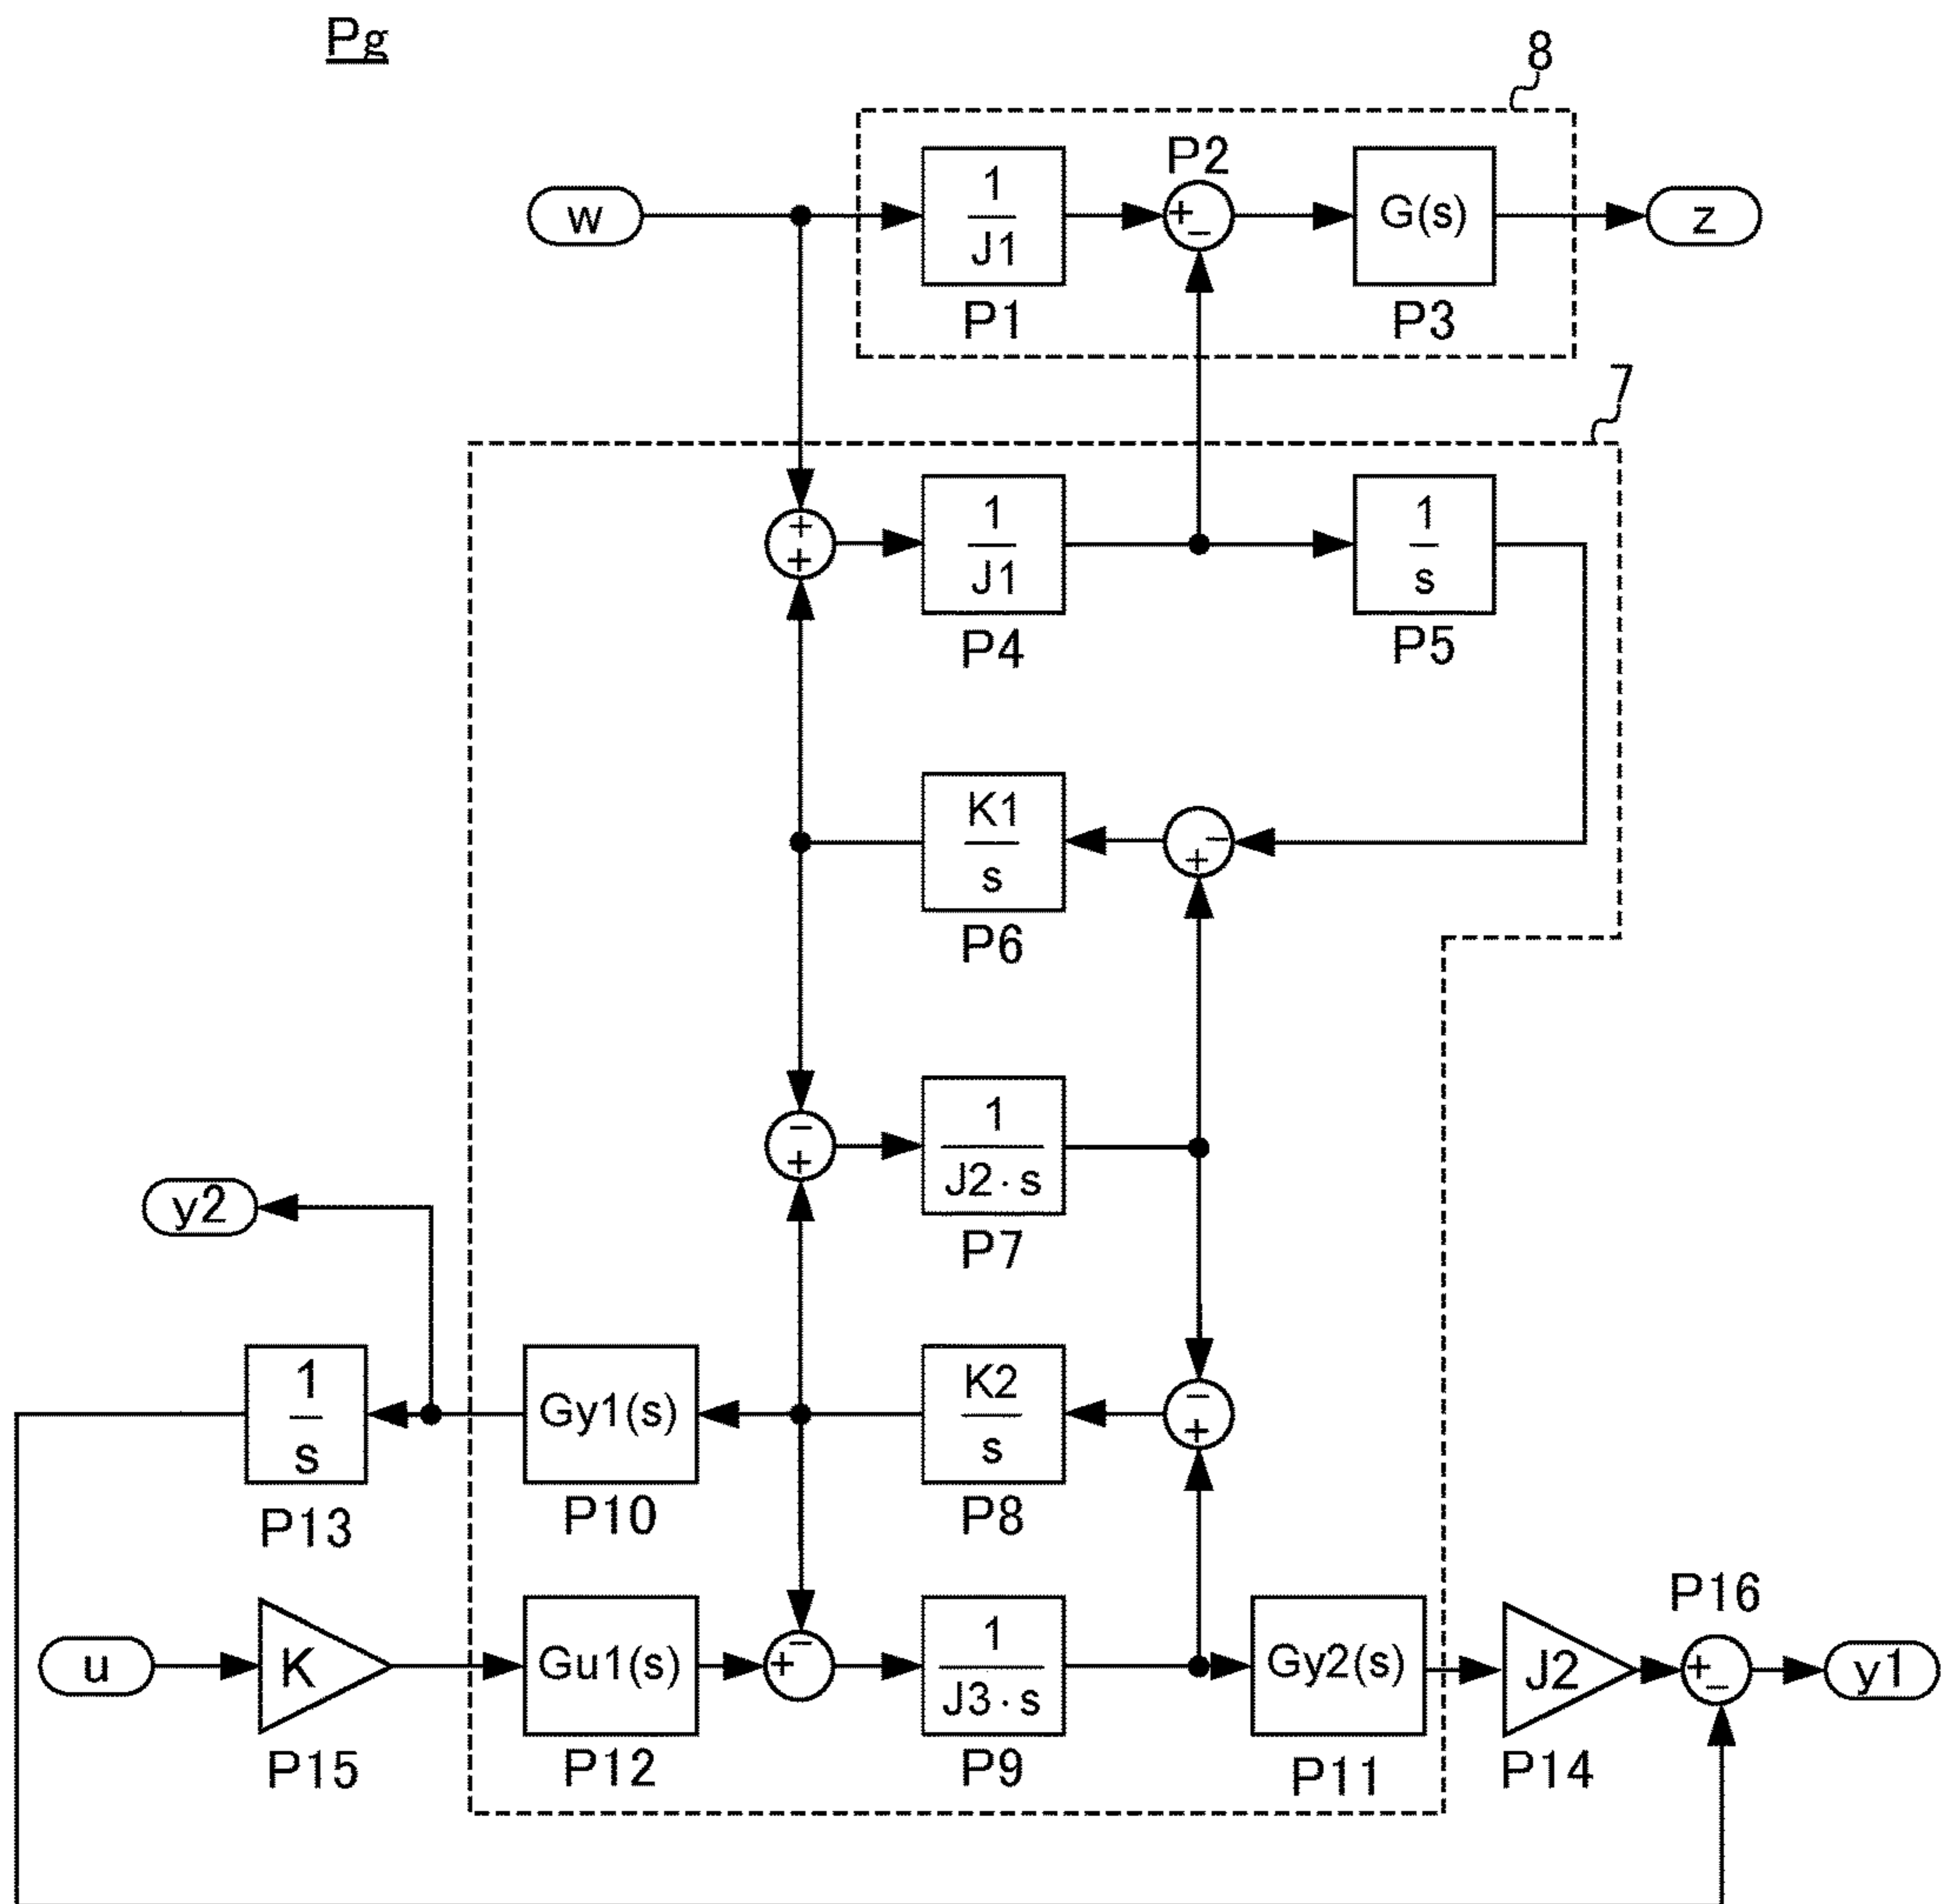 Pg
8
P2
w
1
J1
+
−
G(s)
z
P1
P3
7
+
+
1
J1
1
s
P4
P5
K1
s
−
+
P6
−
+
1
J2・s
P7
y2
1
s
Gy1(s)
K2
s
−
+
P13
P10
P8
P16
u
K
Gu1(s)
−
+
1
J3・s
Gy2(s)
J2
+
−
y1
P15
P12
P9
P11
P14